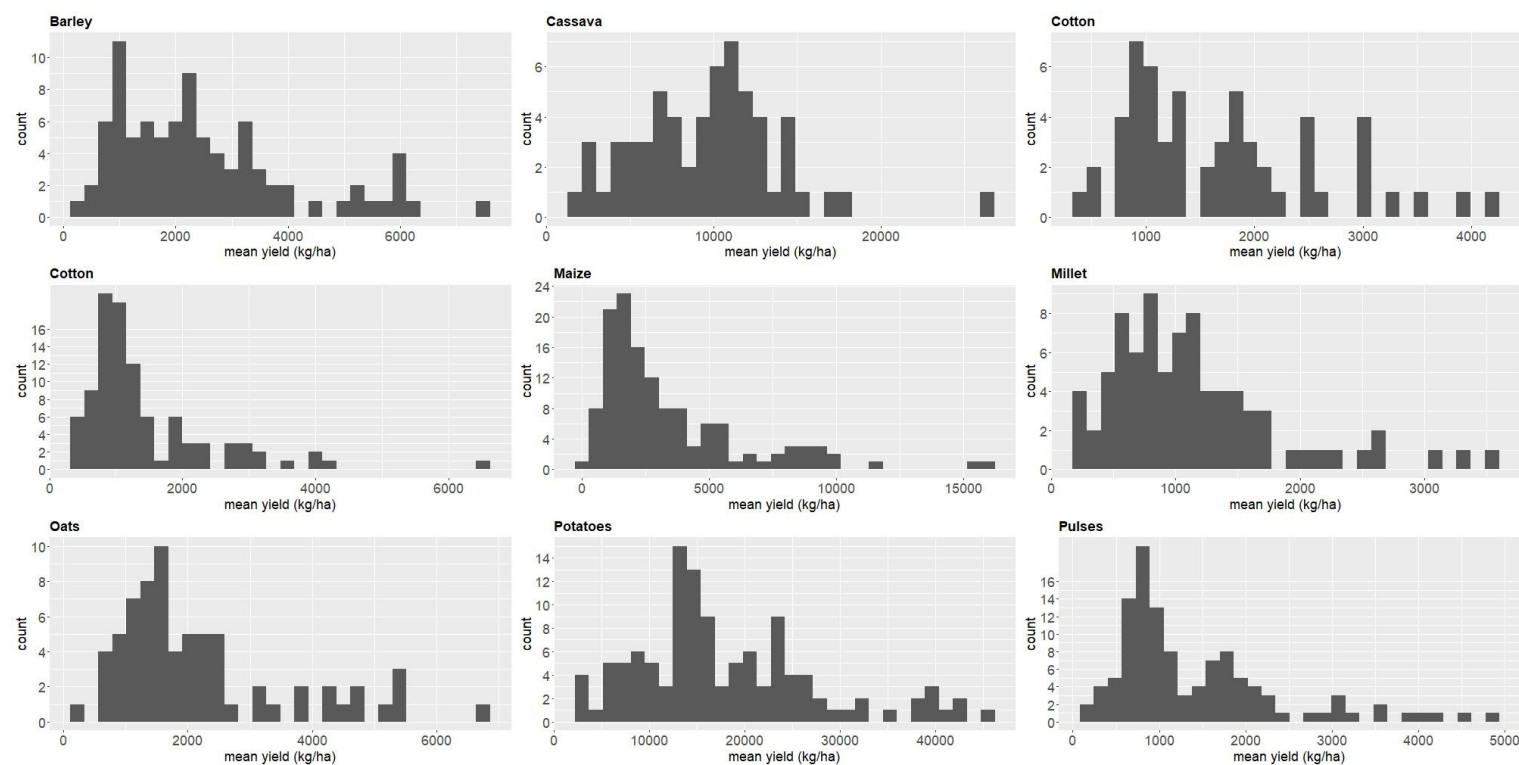 Barley
count
10
8
6
4
2
0
0 2000 4000 6000
mean yield (kg/ha)
Cassava
count
6
4
2
0
0 10000 20000
mean yield (kg/ha)
Cotton
count
6
4
2
0
1000 2000 3000 4000
mean yield (kg/ha)
Cotton
count
16
14
12
10
8
6
4
2
0
0 2000 4000 6000
mean yield (kg/ha)
Maize
count
24
20
16
12
8
4
0
0 5000 10000 15000
mean yield (kg/ha)
Millet
count
8
6
4
2
0
0 1000 2000 3000
mean yield (kg/ha)
Oats
count
10
8
6
4
2
0
0 2000 4000 6000
mean yield (kg/ha)
Potatoes
count
14
12
10
8
6
4
2
0
0 10000 20000 30000 40000
mean yield (kg/ha)
Pulses
count
16
14
12
10
8
6
4
2
0
0 1000 2000 3000 4000 5000
mean yield (kg/ha)